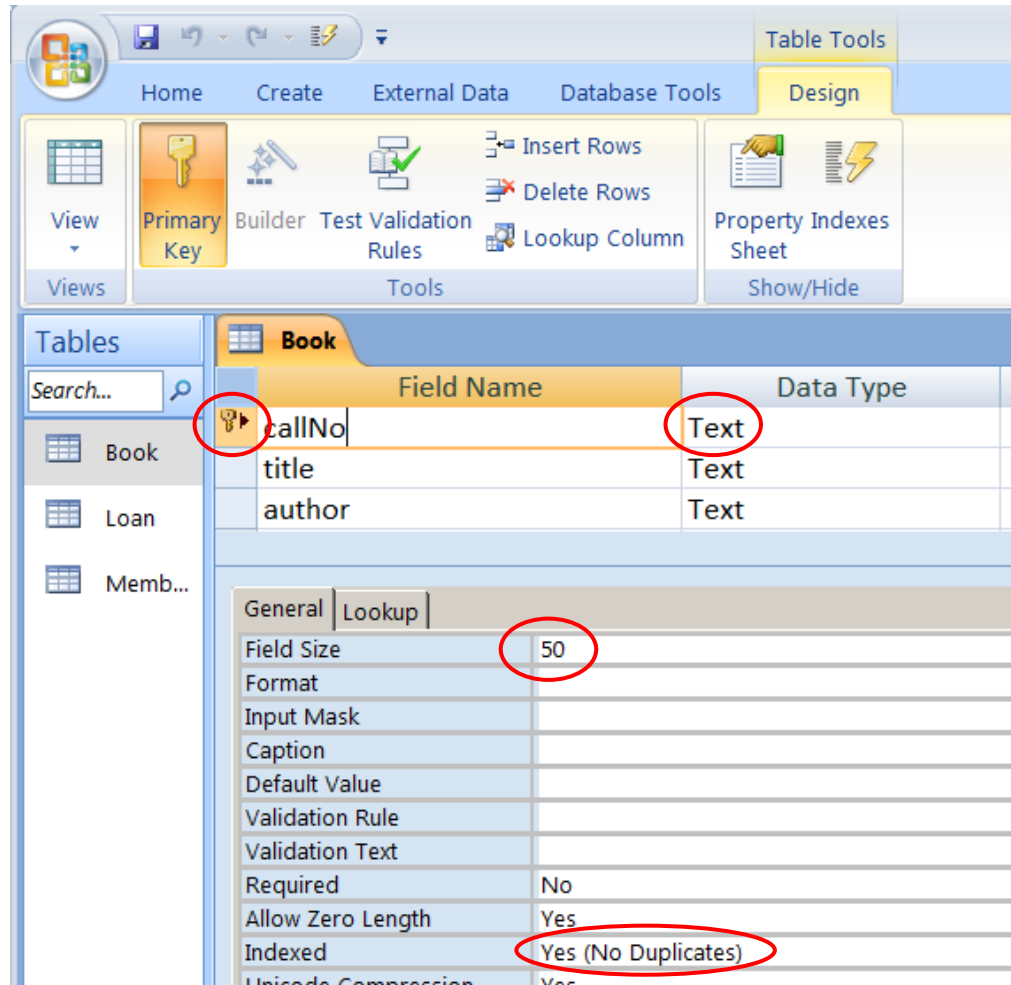 Table Tools
Home Create External Data Database Tools Design
Insert Rows
Delete Rows
Lookup Column
View
Primary Key
Builder
Test Validation Rules
Property Sheet
Indexes
Views Tools Show/Hide
Tables
Book
Search...
Field Name Data Type
callNo Text
Book
title Text
Loan
author Text
Memb...
General Lookup
Field Size 50
Format
Input Mask
Caption
Default Value
Validation Rule
Validation Text
Required No
Allow Zero Length Yes
Indexed Yes (No Duplicates)
Unicode Compression Yes